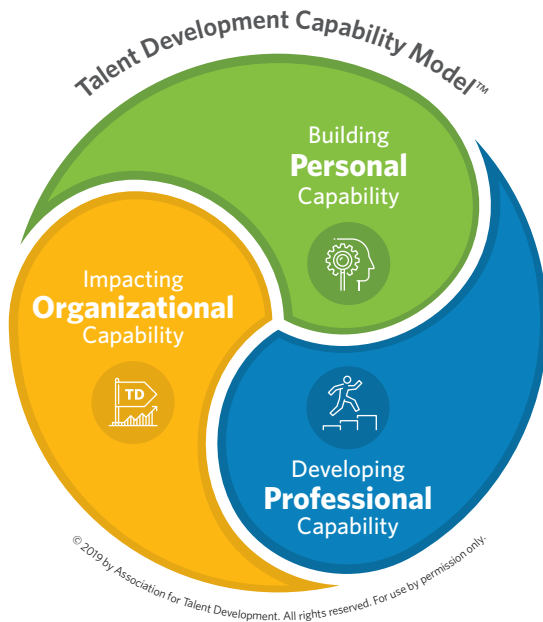 Talent Development Capability Model™
Building
Personal
Capability
Impacting
Organizational
Capability
TD
Developing
Professional
Capability
© 2019 by Association for Talent Development. All rights reserved. For use by permission only.